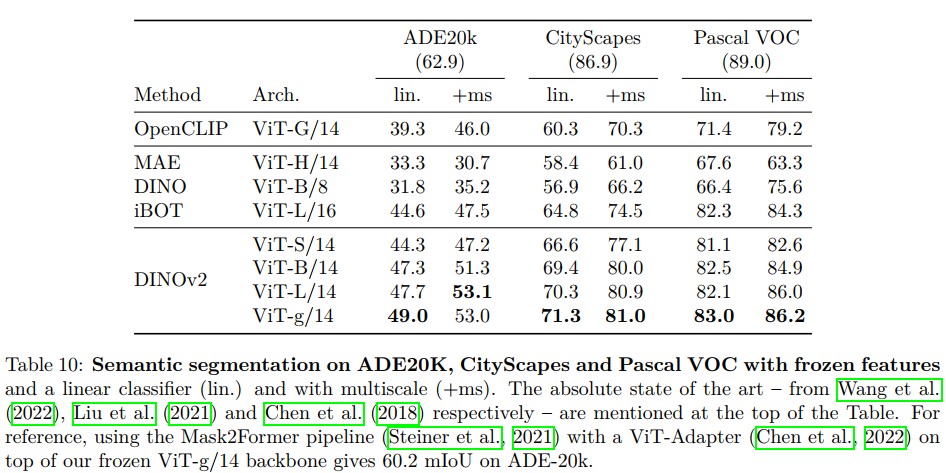 ADE20k CityScapes Pascal VOC
(62.9) (86.9) (89.0)
Method Arch. lin. +ms lin. +ms lin. +ms
OpenCLIP ViT-G/14 39.3 46.0 60.3 70.3 71.4 79.2
MAE ViT-H/14 33.3 30.7 58.4 61.0 67.6 63.3
DINO ViT-B/8 31.8 35.2 56.9 66.2 66.4 75.6
iBOT ViT-L/16 44.6 47.5 64.8 74.5 82.3 84.3
DINOv2
ViT-S/14 44.3 47.2 66.6 77.1 81.1 82.6
ViT-B/14 47.3 51.3 69.4 80.0 82.5 84.9
ViT-L/14 47.7 53.1 70.3 80.9 82.1 86.0
ViT-g/14 49.0 53.0 71.3 81.0 83.0 86.2
Table 10: Semantic segmentation on ADE20K, CityScapes and Pascal VOC with frozen features
and a linear classifier (lin.) and with multiscale (+ms). The absolute state of the art – from Wang et al.
(2022), Liu et al. (2021) and Chen et al. (2018) respectively – are mentioned at the top of the Table. For
reference, using the Mask2Former pipeline (Steiner et al., 2021) with a ViT-Adapter (Chen et al., 2022) on
top of our frozen ViT-g/14 backbone gives 60.2 mIoU on ADE-20k.